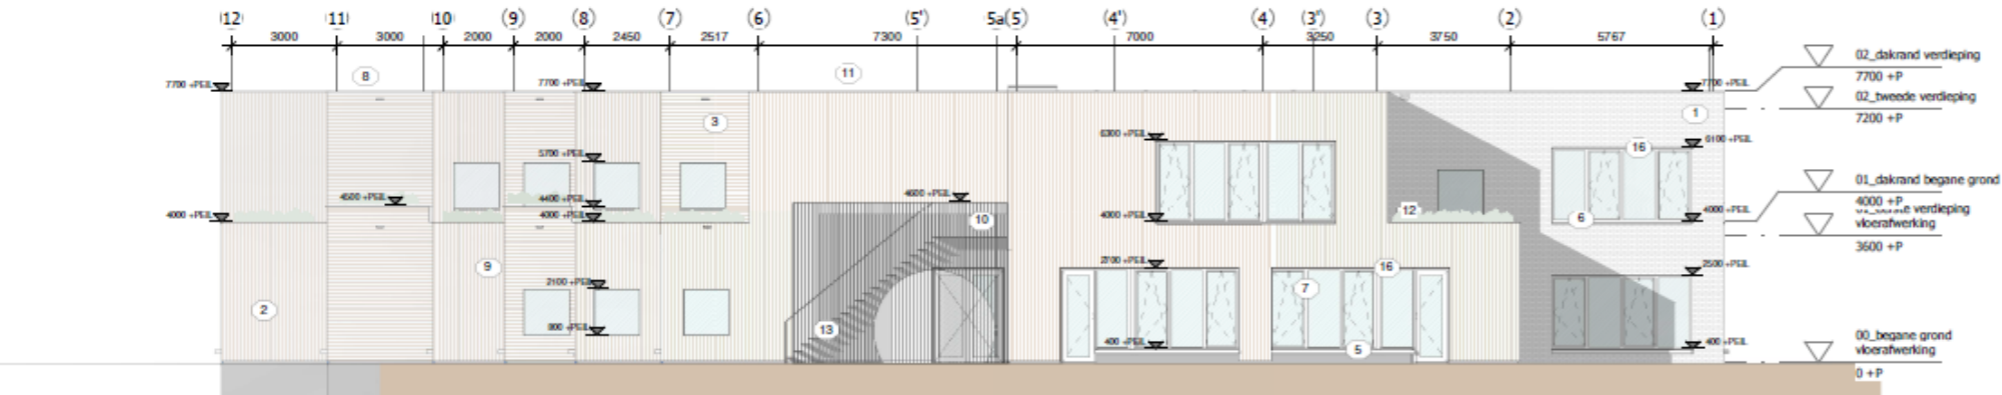 (12) (11) (10) (9) (8) (7) (6) (5') 5a(5) (4') (4) (3') (3) (2) (1)
3000 3000 2000 2000 2450 2517 7300 7000 3250 3750 5767
8
11
7700 +PEIL
7700 +PEIL
7700 +PEIL
02_dakrand verdieping
7700 +P
02_tweede verdieping
7200 +P
3
1
6300 +PEIL
6100 +PEIL
16
5700 +PEIL
4600 +PEIL
4400 +PEIL
4000 +PEIL
4000 +PEIL
4000 +PEIL
4000 +PEIL
10
12
6
01_dakrand begane grond
4000 +P
verdieping
vloerafwerking
3600 +P
9
2700 +PEIL
16
2500 +PEIL
7
2100 +PEIL
2
800 +PEIL
13
400 +PEIL
5
400 +PEIL
00_begane grond
vloerafwerking
0 +P